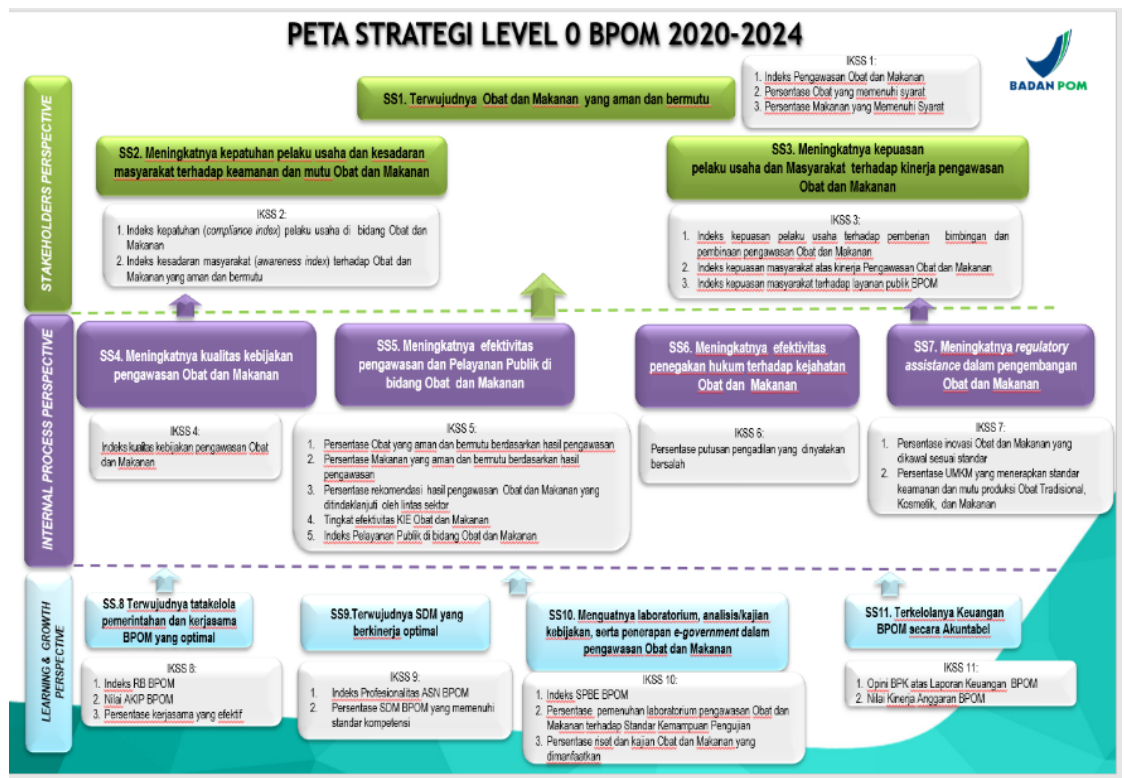 PETA STRATEGI LEVEL 0 BPOM 2020-2024
BADAN POM
STAKEHOLDERS PERSPECTIVE
SS1. Terwujudnya Obat dan Makanan yang aman dan bermutu
IKSS 1:
1. Indeks Pengawasan Obat dan Makanan
2. Persentase Obat yang memenuhi syarat
3. Persentase Makanan yang Memenuhi Syarat
SS2. Meningkatnya kepatuhan pelaku usaha dan kesadaran
masyarakat terhadap keamanan dan mutu Obat dan Makanan
IKSS 2:
1. Indeks kepatuhan (compliance index) pelaku usaha di bidang Obat dan
Makanan
2. Indeks kesadaran masyarakat (awareness index) terhadap Obat dan
Makanan yang aman dan bermutu
SS3. Meningkatnya kepuasan
pelaku usaha dan Masyarakat terhadap kinerja pengawasan
Obat dan Makanan
IKSS 3:
1. Indeks kepuasan pelaku usaha terhadap pemberian bimbingan dan
pembinaan pengawasan Obat dan Makanan
2. Indeks kepuasan masyarakat atas kinerja Pengawasan Obat dan Makanan
3. Indeks kepuasan masyarakat terhadap layanan publik BPOM
INTERNAL PROCESS PERSPECTIVE
SS4. Meningkatnya kualitas kebijakan
pengawasan Obat dan Makanan
IKSS 4:
Indeks kualitas kebijakan pengawasan Obat
dan Makanan
SS5. Meningkatnya efektivitas
pengawasan dan Pelayanan Publik di
bidang Obat dan Makanan
IKSS 5:
1. Persentase Obat yang aman dan bermutu berdasarkan hasil pengawasan
2. Persentase Makanan yang aman dan bermutu berdasarkan hasil
pengawasan
3. Persentase rekomendasi hasil pengawasan Obat dan Makanan yang
ditindaklanjuti oleh lintas sektor
4. Tingkat efektivitas KIE Obat dan Makanan
5. Indeks Pelayanan Publik di bidang Obat dan Makanan
SS6. Meningkatnya efektivitas
penegakan hukum terhadap kejahatan
Obat dan Makanan
IKSS 6:
Persentase putusan pengadilan yang dinyatakan
bersalah
SS7. Meningkatnya regulatory
assistance dalam pengembangan
Obat dan Makanan
IKSS 7:
1. Persentase inovasi Obat dan Makanan yang
dikawal sesuai standar
2. Persentase UMKM yang menerapkan standar
keamanan dan mutu produksi Obat Tradisional,
Kosmetik, dan Makanan
LEARNING & GROWTH
PERSPECTIVE
SS.8 Terwujudnya tatakelola
pemerintahan dan kerjasama
BPOM yang optimal
IKSS 8:
1. Indeks RB BPOM
2. Nilai AKIP BPOM
3. Persentase kerjasama yang efektif
SS9.Terwujudnya SDM yang
berkinerja optimal
IKSS 9:
1. Indeks Profesionalitas ASN BPOM
2. Persentase SDM BPOM yang memenuhi
standar kompetensi
SS10. Menguatnya laboratorium, analisis/kajian
kebijakan, serta penerapan e-government dalam
pengawasan Obat dan Makanan
IKSS 10:
1. Indeks SPBE BPOM
2. Persentase pemenuhan laboratorium pengawasan Obat dan
Makanan terhadap Standar Kemampuan Pengujian
3. Persentase riset dan kajian Obat dan Makanan yang
dimanfaatkan
SS11. Terkelolanya Keuangan
BPOM secara Akuntabel
IKSS 11:
1. Opini BPK atas Laporan Keuangan BPOM
2. Nilai Kinerja Anggaran BPOM